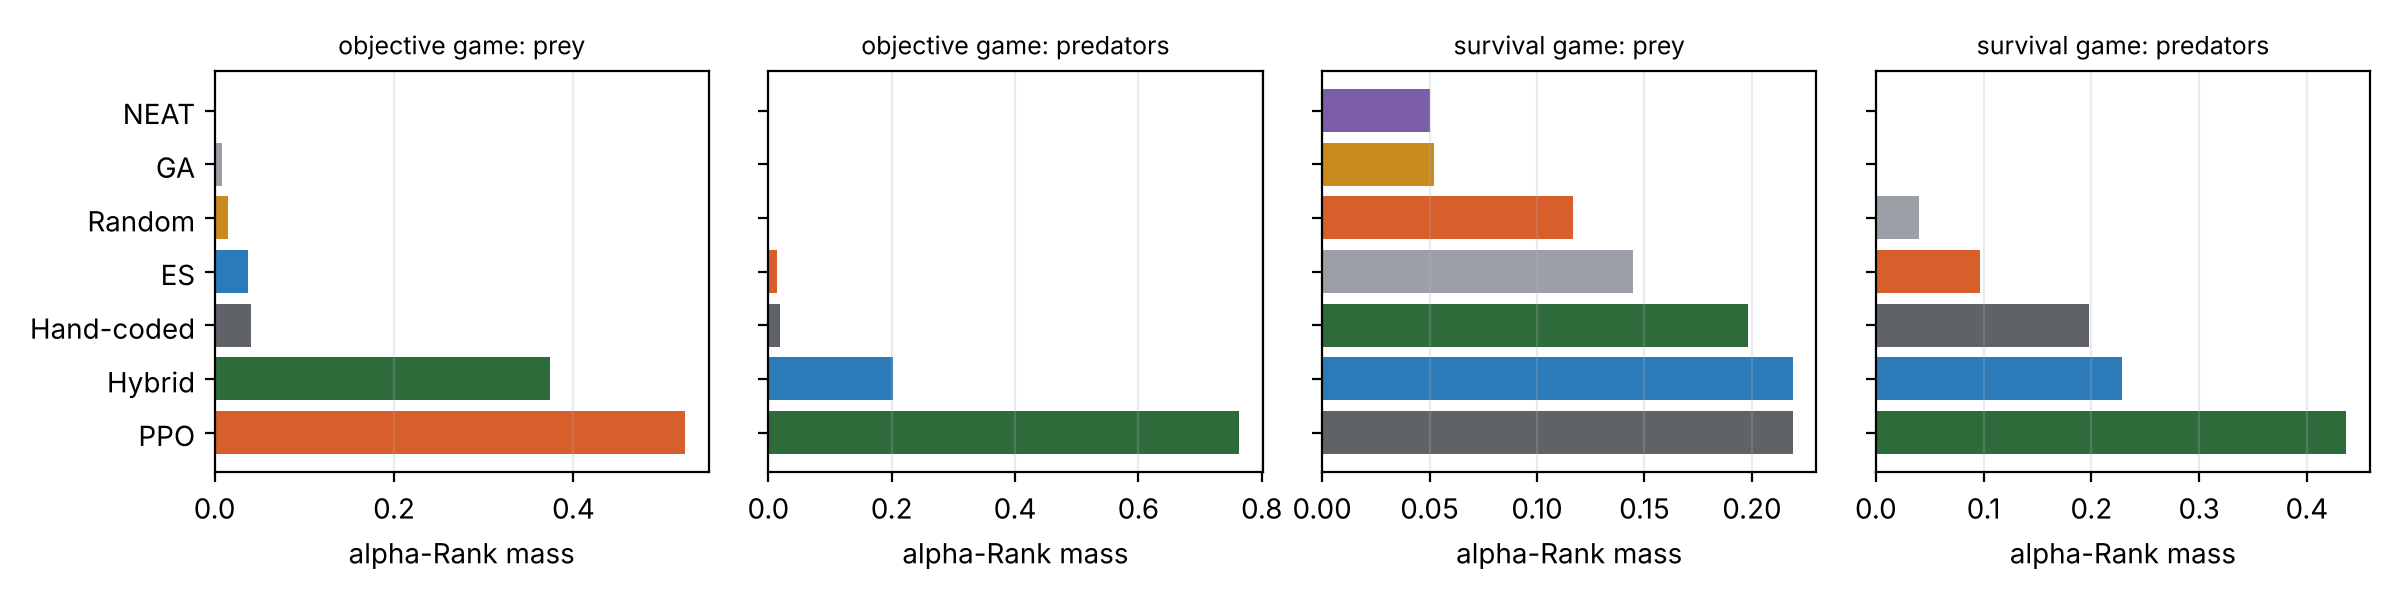 objective game: prey
objective game: predators
survival game: prey
survival game: predators
NEAT
GA
Random
ES
Hand-coded
Hybrid
PPO
0.0 0.2 0.4
0.0 0.2 0.4 0.6 0.8
0.00 0.05 0.10 0.15 0.20
0.0 0.1 0.2 0.3 0.4
alpha-Rank mass
alpha-Rank mass
alpha-Rank mass
alpha-Rank mass